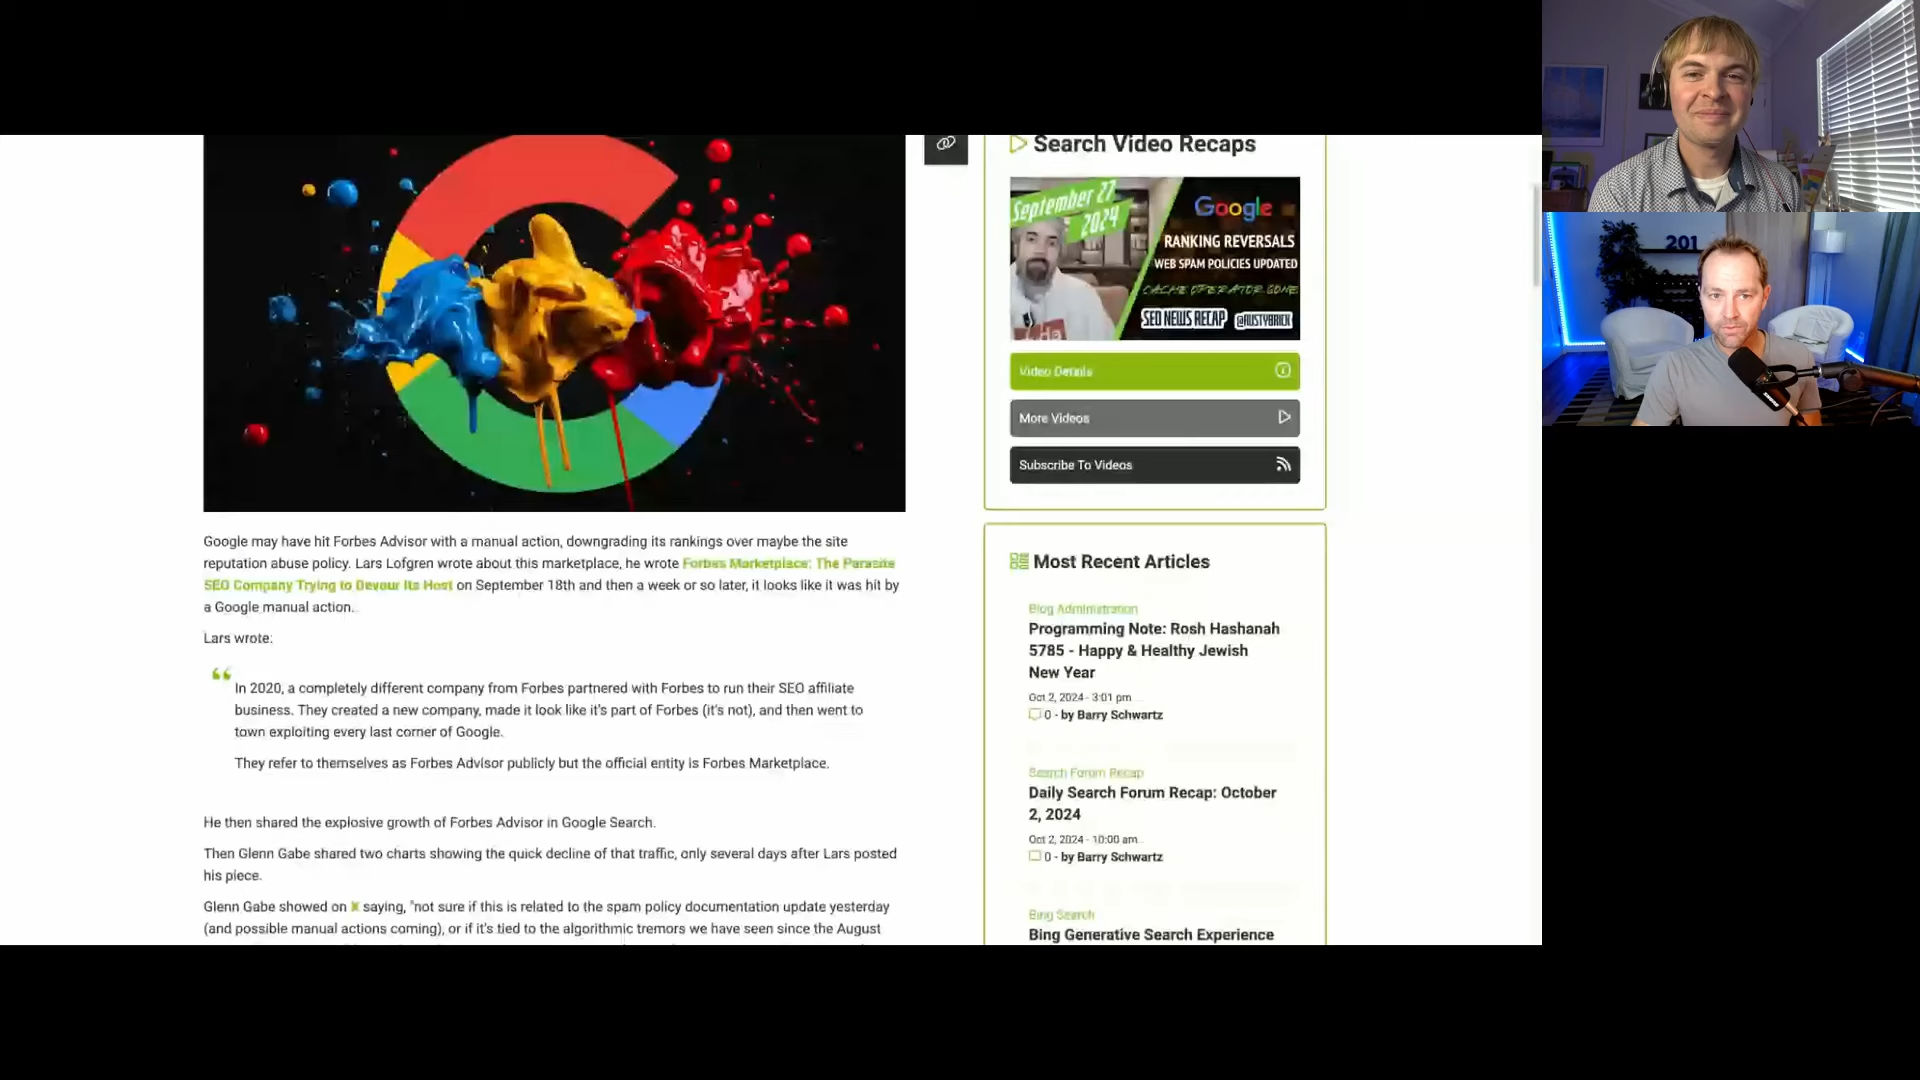 201
Search Video Recaps
September 27
2024
Google
RANKING REVERSALS
WEB SPAM POLICIES UPDATED
CACHE OPERATOR GONE
SEO NEWS RECAP
@RUSTYBRICK
Video Details
More Videos
Subscribe To Videos
Google may have hit Forbes Advisor with a manual action, downgrading its rankings over maybe the site
reputation abuse policy. Lars Lofgren wrote about this marketplace, he wrote Forbes Marketplace: The Parasite
SEO Company Trying to Devour Its Host on September 18th and then a week or so later, it looks like it was hit by
a Google manual action.
Lars wrote:
“
In 2020, a completely different company from Forbes partnered with Forbes to run their SEO affiliate
business. They created a new company, made it look like it's part of Forbes (it's not), and then went to
town exploiting every last corner of Google.
They refer to themselves as Forbes Advisor publicly but the official entity is Forbes Marketplace.
He then shared the explosive growth of Forbes Advisor in Google Search.
Then Glenn Gabe shared two charts showing the quick decline of that traffic, only several days after Lars posted
his piece.
Glenn Gabe showed on X saying, "not sure if this is related to the spam policy documentation update yesterday
(and possible manual actions coming), or if it's tied to the algorithmic tremors we have seen since the August
Most Recent Articles
Blog Administration
Programming Note: Rosh Hashanah
5785 - Happy & Healthy Jewish
New Year
Oct 2, 2024 - 3:01 pm
0 - by Barry Schwartz
Search Forum Recap
Daily Search Forum Recap: October
2, 2024
Oct 2, 2024 - 10:00 am
0 - by Barry Schwartz
Bing Search
Bing Generative Search Experience